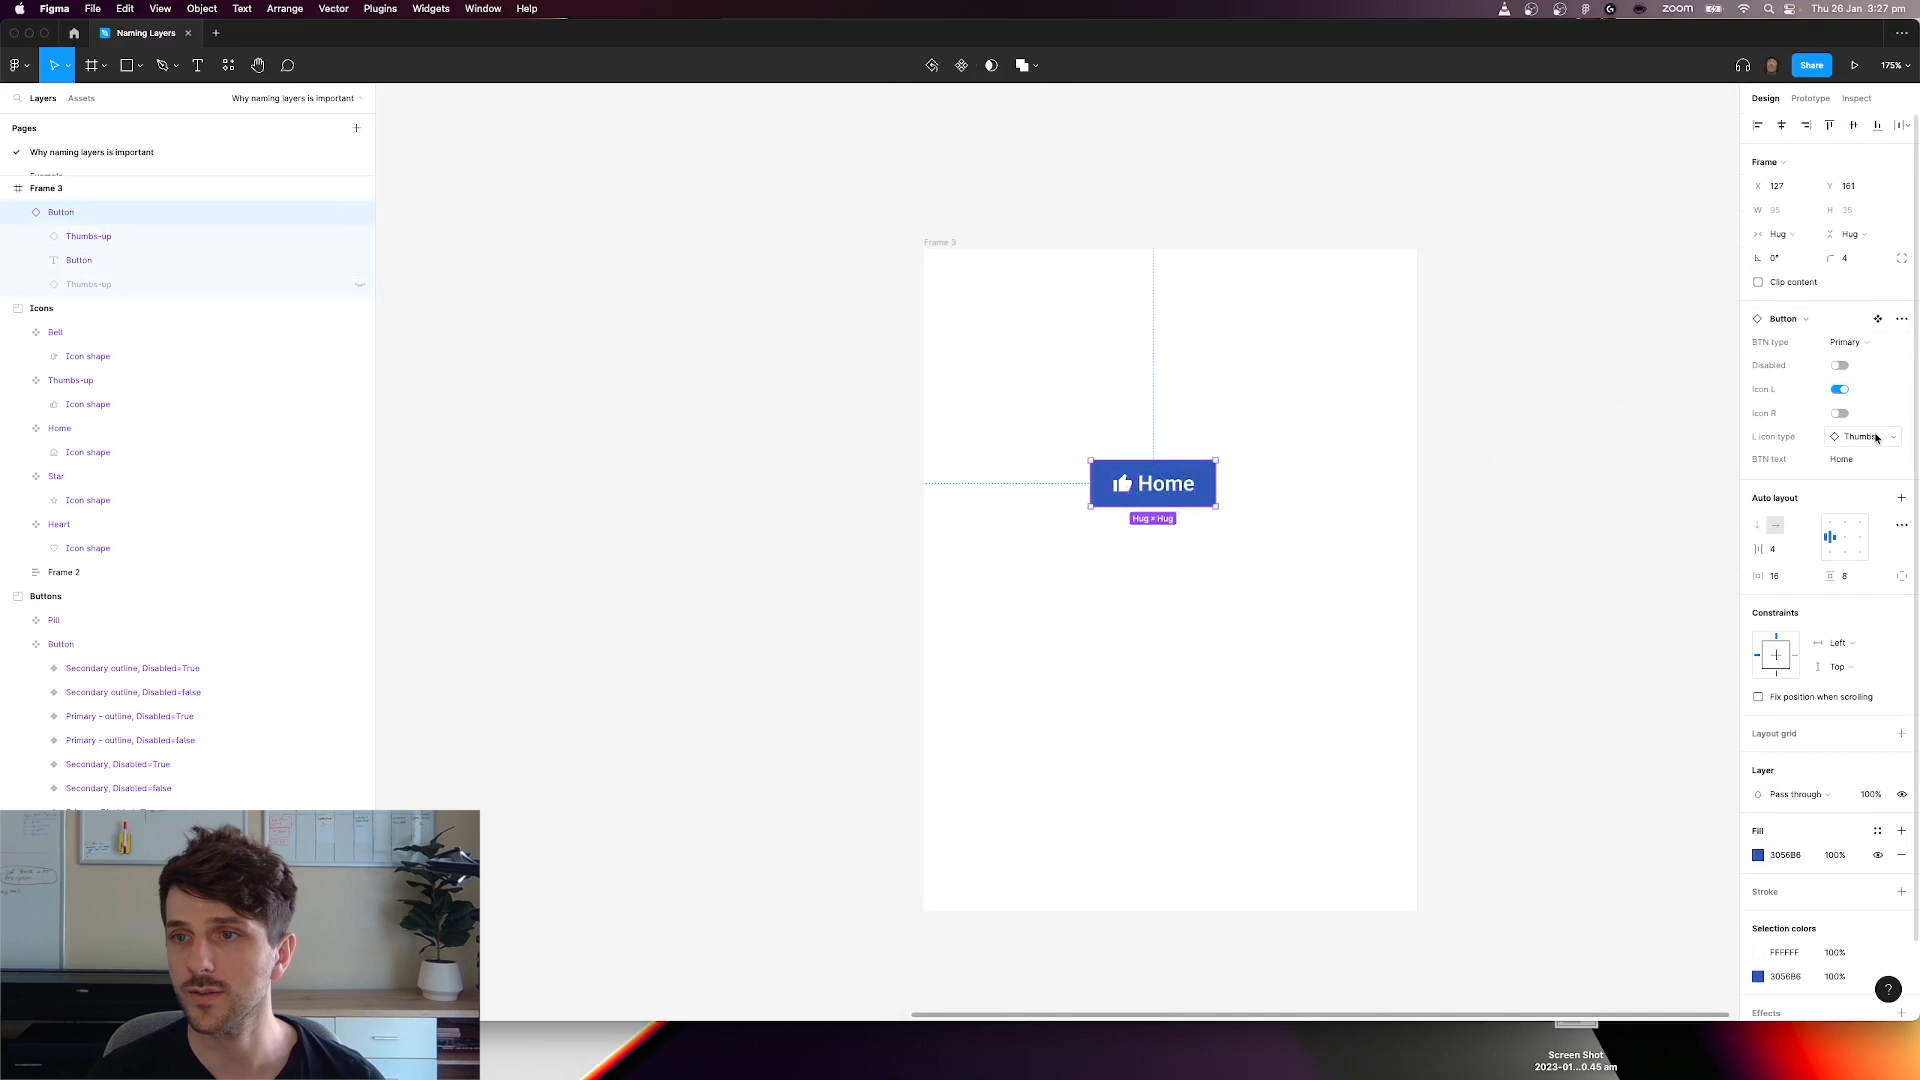 Figma File Edit View Object Text Arrange Vector Plugins Widgets Window Help
zoom Thu 26 Jan 3:27 pm
Naming Layers
Share 175%
Layers Assets Why naming layers is important
Pages
Why naming layers is important
Frame 3
Button
Thumbs-up
Button
Thumbs-up
Icons
Bell
Icon shape
Thumbs-up
Icon shape
Home
Icon shape
Star
Icon shape
Heart
Icon shape
Frame 2
Buttons
Pill
Button
Secondary outline, Disabled=True
Secondary outline, Disabled=false
Primary - outline, Disabled=True
Primary - outline, Disabled=false
Secondary, Disabled=True
Secondary, Disabled=false
Frame 3
Home
Hug × Hug
Design Prototype Inspect
Frame
X 127 Y 161
W 95 H 35
Hug Hug
0° 4
Clip content
Button
BTN type Primary
Disabled
Icon L
Icon R
L icon type Thumbs
BTN text Home
Auto layout
4
16 8
Constraints
Left
Top
Fix position when scrolling
Layout grid
Layer
Pass through 100%
Fill
3056B6 100%
Stroke
Selection colors
FFFFFF 100%
3056B6 100%
?
Effects
Screen Shot
2023-01...0.45 am